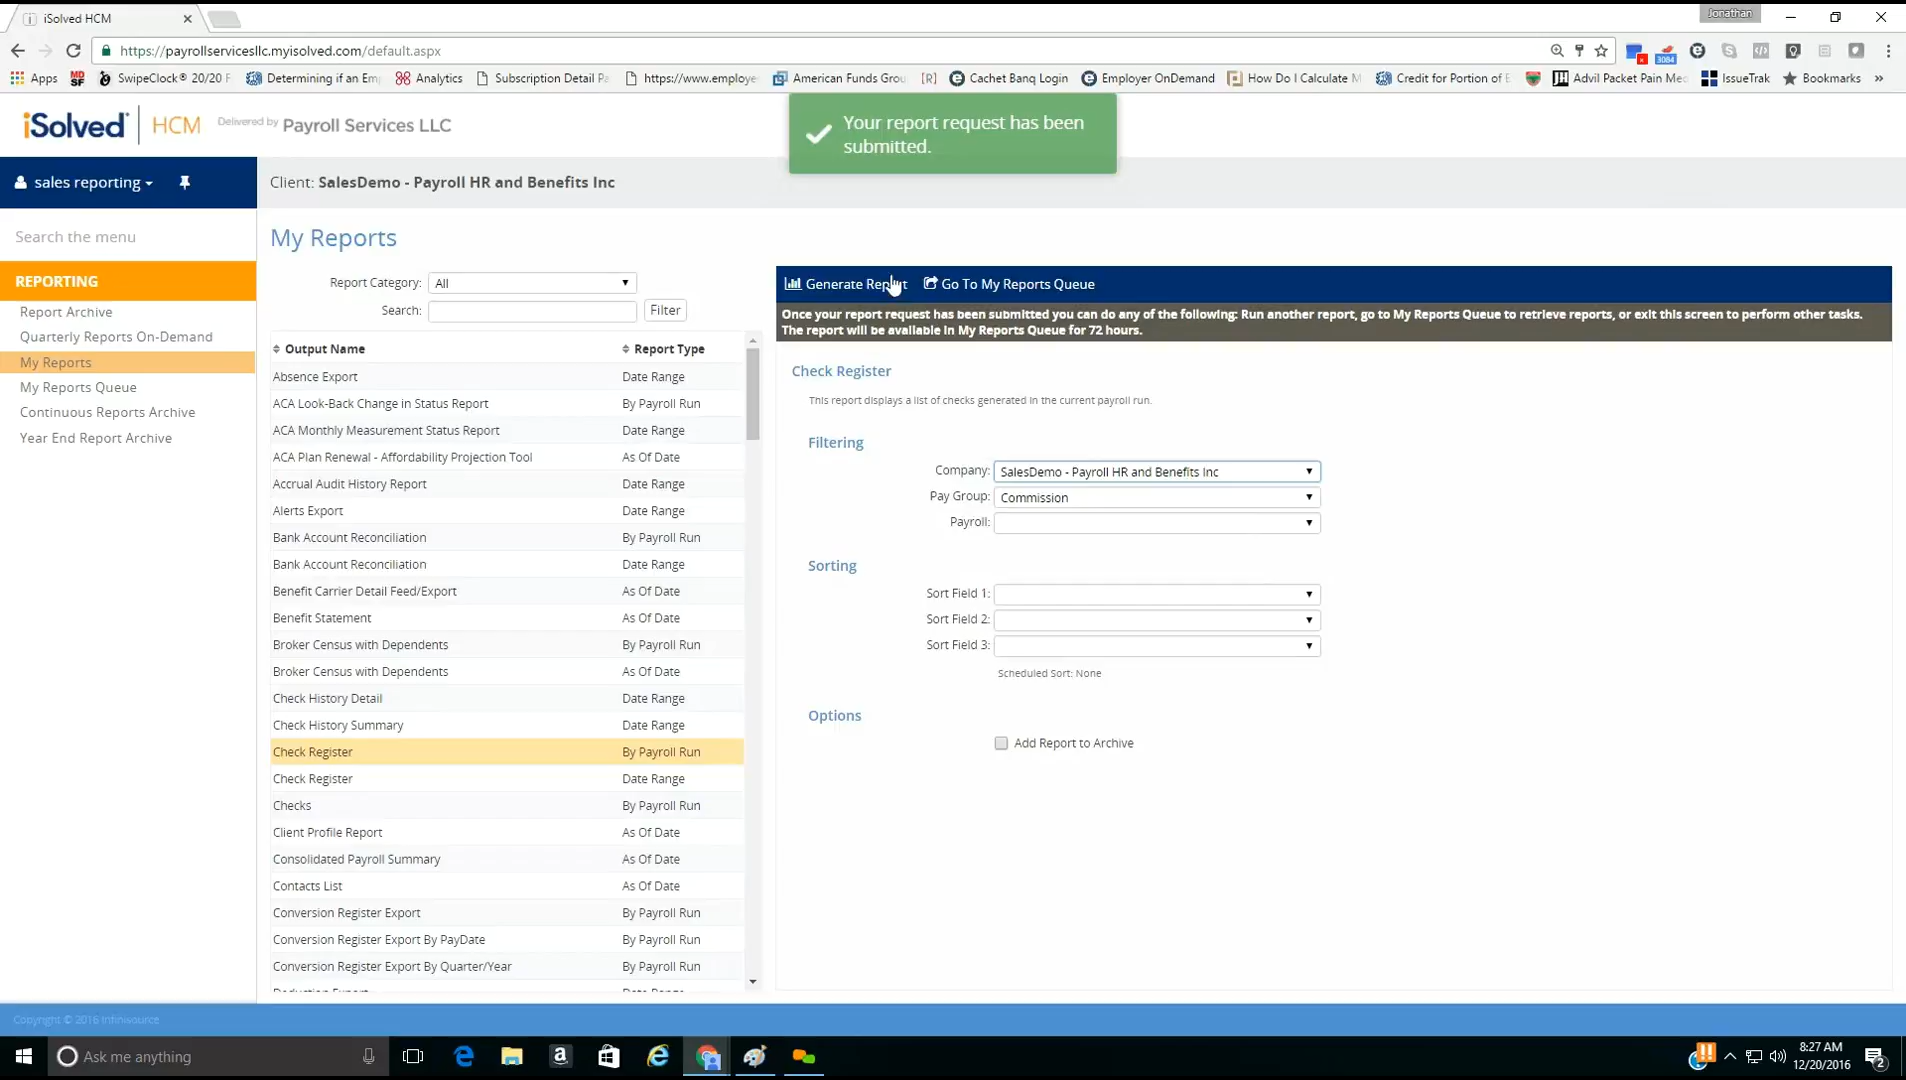 iSolved HCM
Jonathan
https://payrollservicesllc.myisolved.com/default.aspx
Apps
MD
SF
SwipeClock® 20/20
Determining if an Em
Analytics
Subscription Detail Pa
https://www.employe
American Funds Grou
[R]
Cachet Banq Login
Employer OnDemand
How Do I Calculate M
Credit for Portion of E
Advil Packet Pain Me
IssueTrak
Bookmarks
»
3084
iSolved HCM
Delivered by Payroll Services LLC
Your report request has been
submitted.
sales reporting
Client: SalesDemo - Payroll HR and Benefits Inc
Search the menu
REPORTING
Report Archive
Quarterly Reports On-Demand
My Reports
My Reports Queue
Continuous Reports Archive
Year End Report Archive
My Reports
Report Category: All
Search:
Filter
Output Name Report Type
Absence Export Date Range
ACA Look-Back Change in Status Report By Payroll Run
ACA Monthly Measurement Status Report Date Range
ACA Plan Renewal - Affordability Projection Tool As Of Date
Accrual Audit History Report Date Range
Alerts Export Date Range
Bank Account Reconciliation By Payroll Run
Bank Account Reconciliation Date Range
Benefit Carrier Detail Feed/Export As Of Date
Benefit Statement As Of Date
Broker Census with Dependents By Payroll Run
Broker Census with Dependents As Of Date
Check History Detail Date Range
Check History Summary Date Range
Check Register By Payroll Run
Check Register Date Range
Checks By Payroll Run
Client Profile Report As Of Date
Consolidated Payroll Summary As Of Date
Contacts List As Of Date
Conversion Register Export By Payroll Run
Conversion Register Export By PayDate By Payroll Run
Conversion Register Export By Quarter/Year By Payroll Run
Generate Report
Go To My Reports Queue
Once your report request has been submitted you can do any of the following: Run another report, go to My Reports Queue to retrieve reports, or exit this screen to perform other tasks.
The report will be available in My Reports Queue for 72 hours.
Check Register
This report displays a list of checks generated in the current payroll run.
Filtering
Company: SalesDemo - Payroll HR and Benefits Inc
Pay Group: Commission
Payroll:
Sorting
Sort Field 1:
Sort Field 2:
Sort Field 3:
Scheduled Sort: None
Options
Add Report to Archive
Copyright © 2016 Infinisource
Ask me anything
8:27 AM
12/20/2016
2